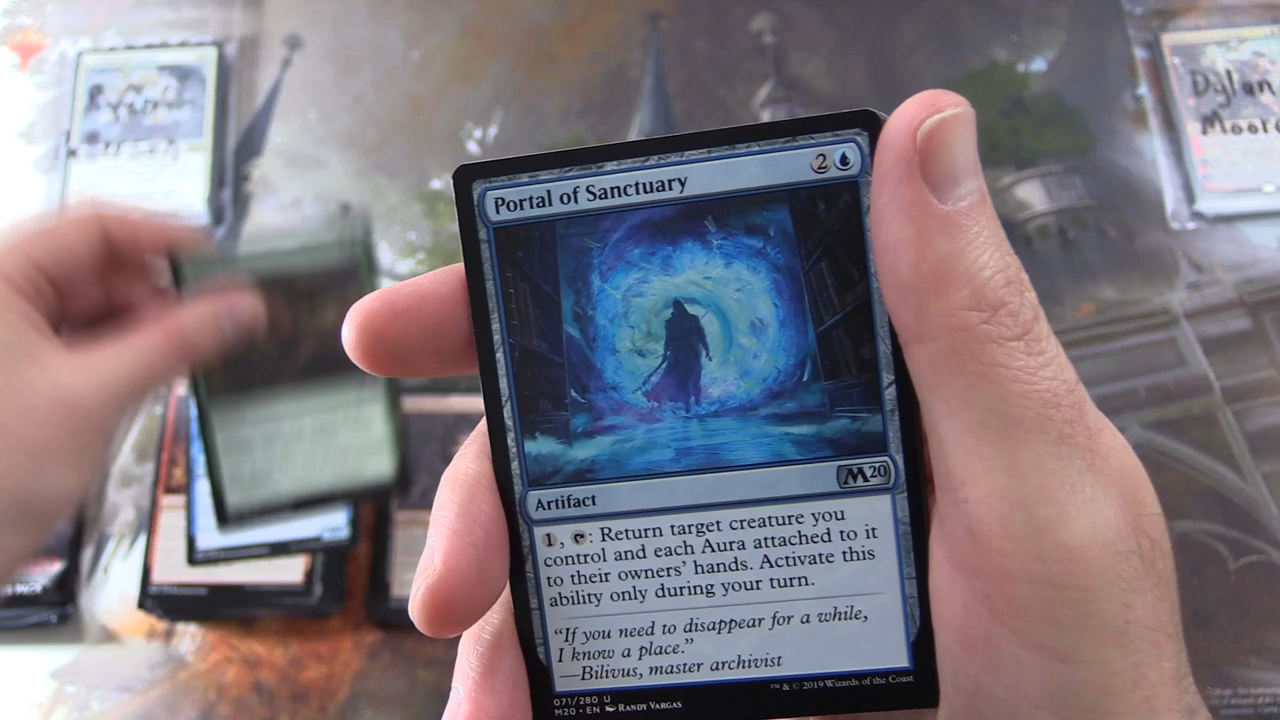 Dylan
Moore
Portal of Sanctuary
2
Artifact
M20
1, : Return target creature you
control and each Aura attached to it
to their owners' hands. Activate this
ability only during your turn.
"If you need to disappear for a while,
I know a place."
—Bilivus, master archivist
071/280 U
M20 • EN RANDY VARGAS
™ & © 2019 Wizards of the Coast